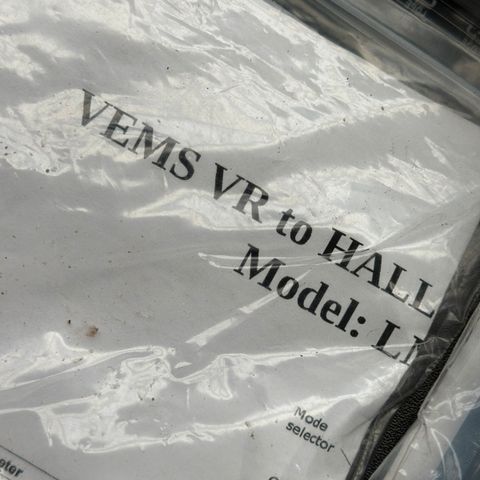 VEMS VR to HALL
Model:
Mode
selector